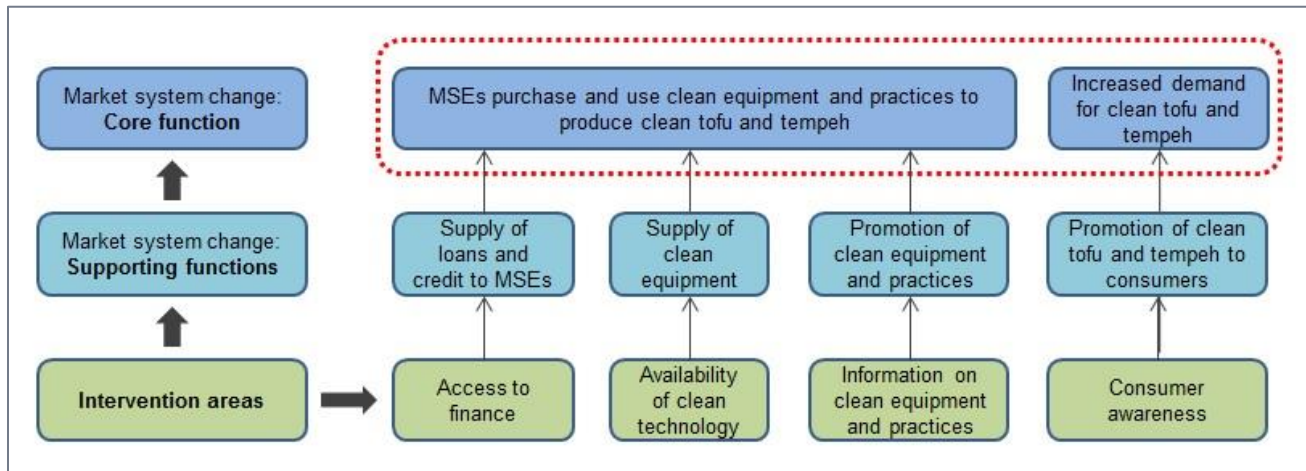 Market system change:
Core function
MSEs purchase and use clean equipment and practices to
produce clean tofu and tempeh
Increased demand
for clean tofu and
tempeh
Market system change:
Supporting functions
Supply of
loans and
credit to MSEs
Supply of
clean
equipment
Promotion of
clean equipment
and practices
Promotion of clean
tofu and tempeh to
consumers
Intervention areas
Access to
finance
Availability
of clean
technology
Information on
clean equipment
and practices
Consumer
awareness